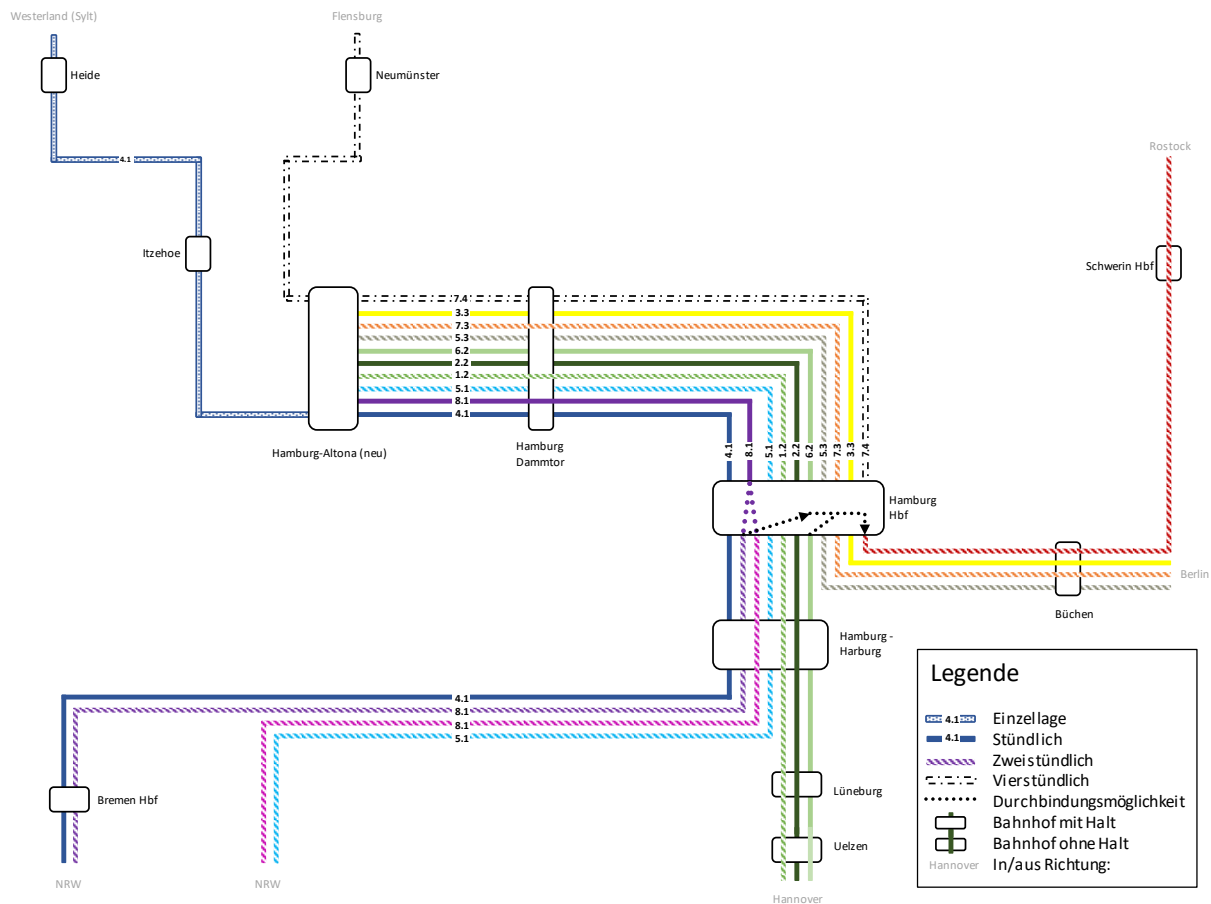 Westerland (Sylt)
Flensburg
Heide
Neumünster
4.1
Rostock
Itzehoe
Schwerin Hbf
7.4
3.3
7.3
5.3
6.2
2.2
1.2
5.1
8.1
4.1
Hamburg-Altona (neu)
Hamburg
Dammtor
4.1
8.1
5.1
1.2
2.2
6.2
5.3
7.3
3.3
7.4
Hamburg
Hbf
Berlin
Büchen
Hamburg -
Harburg
4.1
8.1
8.1
5.1
Bremen Hbf
Lüneburg
Uelzen
NRW
NRW
Hannover
Legende
4.1 Einzellage
4.1 Stündlich
Zweistündlich
Vierstündlich
Durchbindungsmöglichkeit
Bahnhof mit Halt
Bahnhof ohne Halt
Hannover In/aus Richtung: